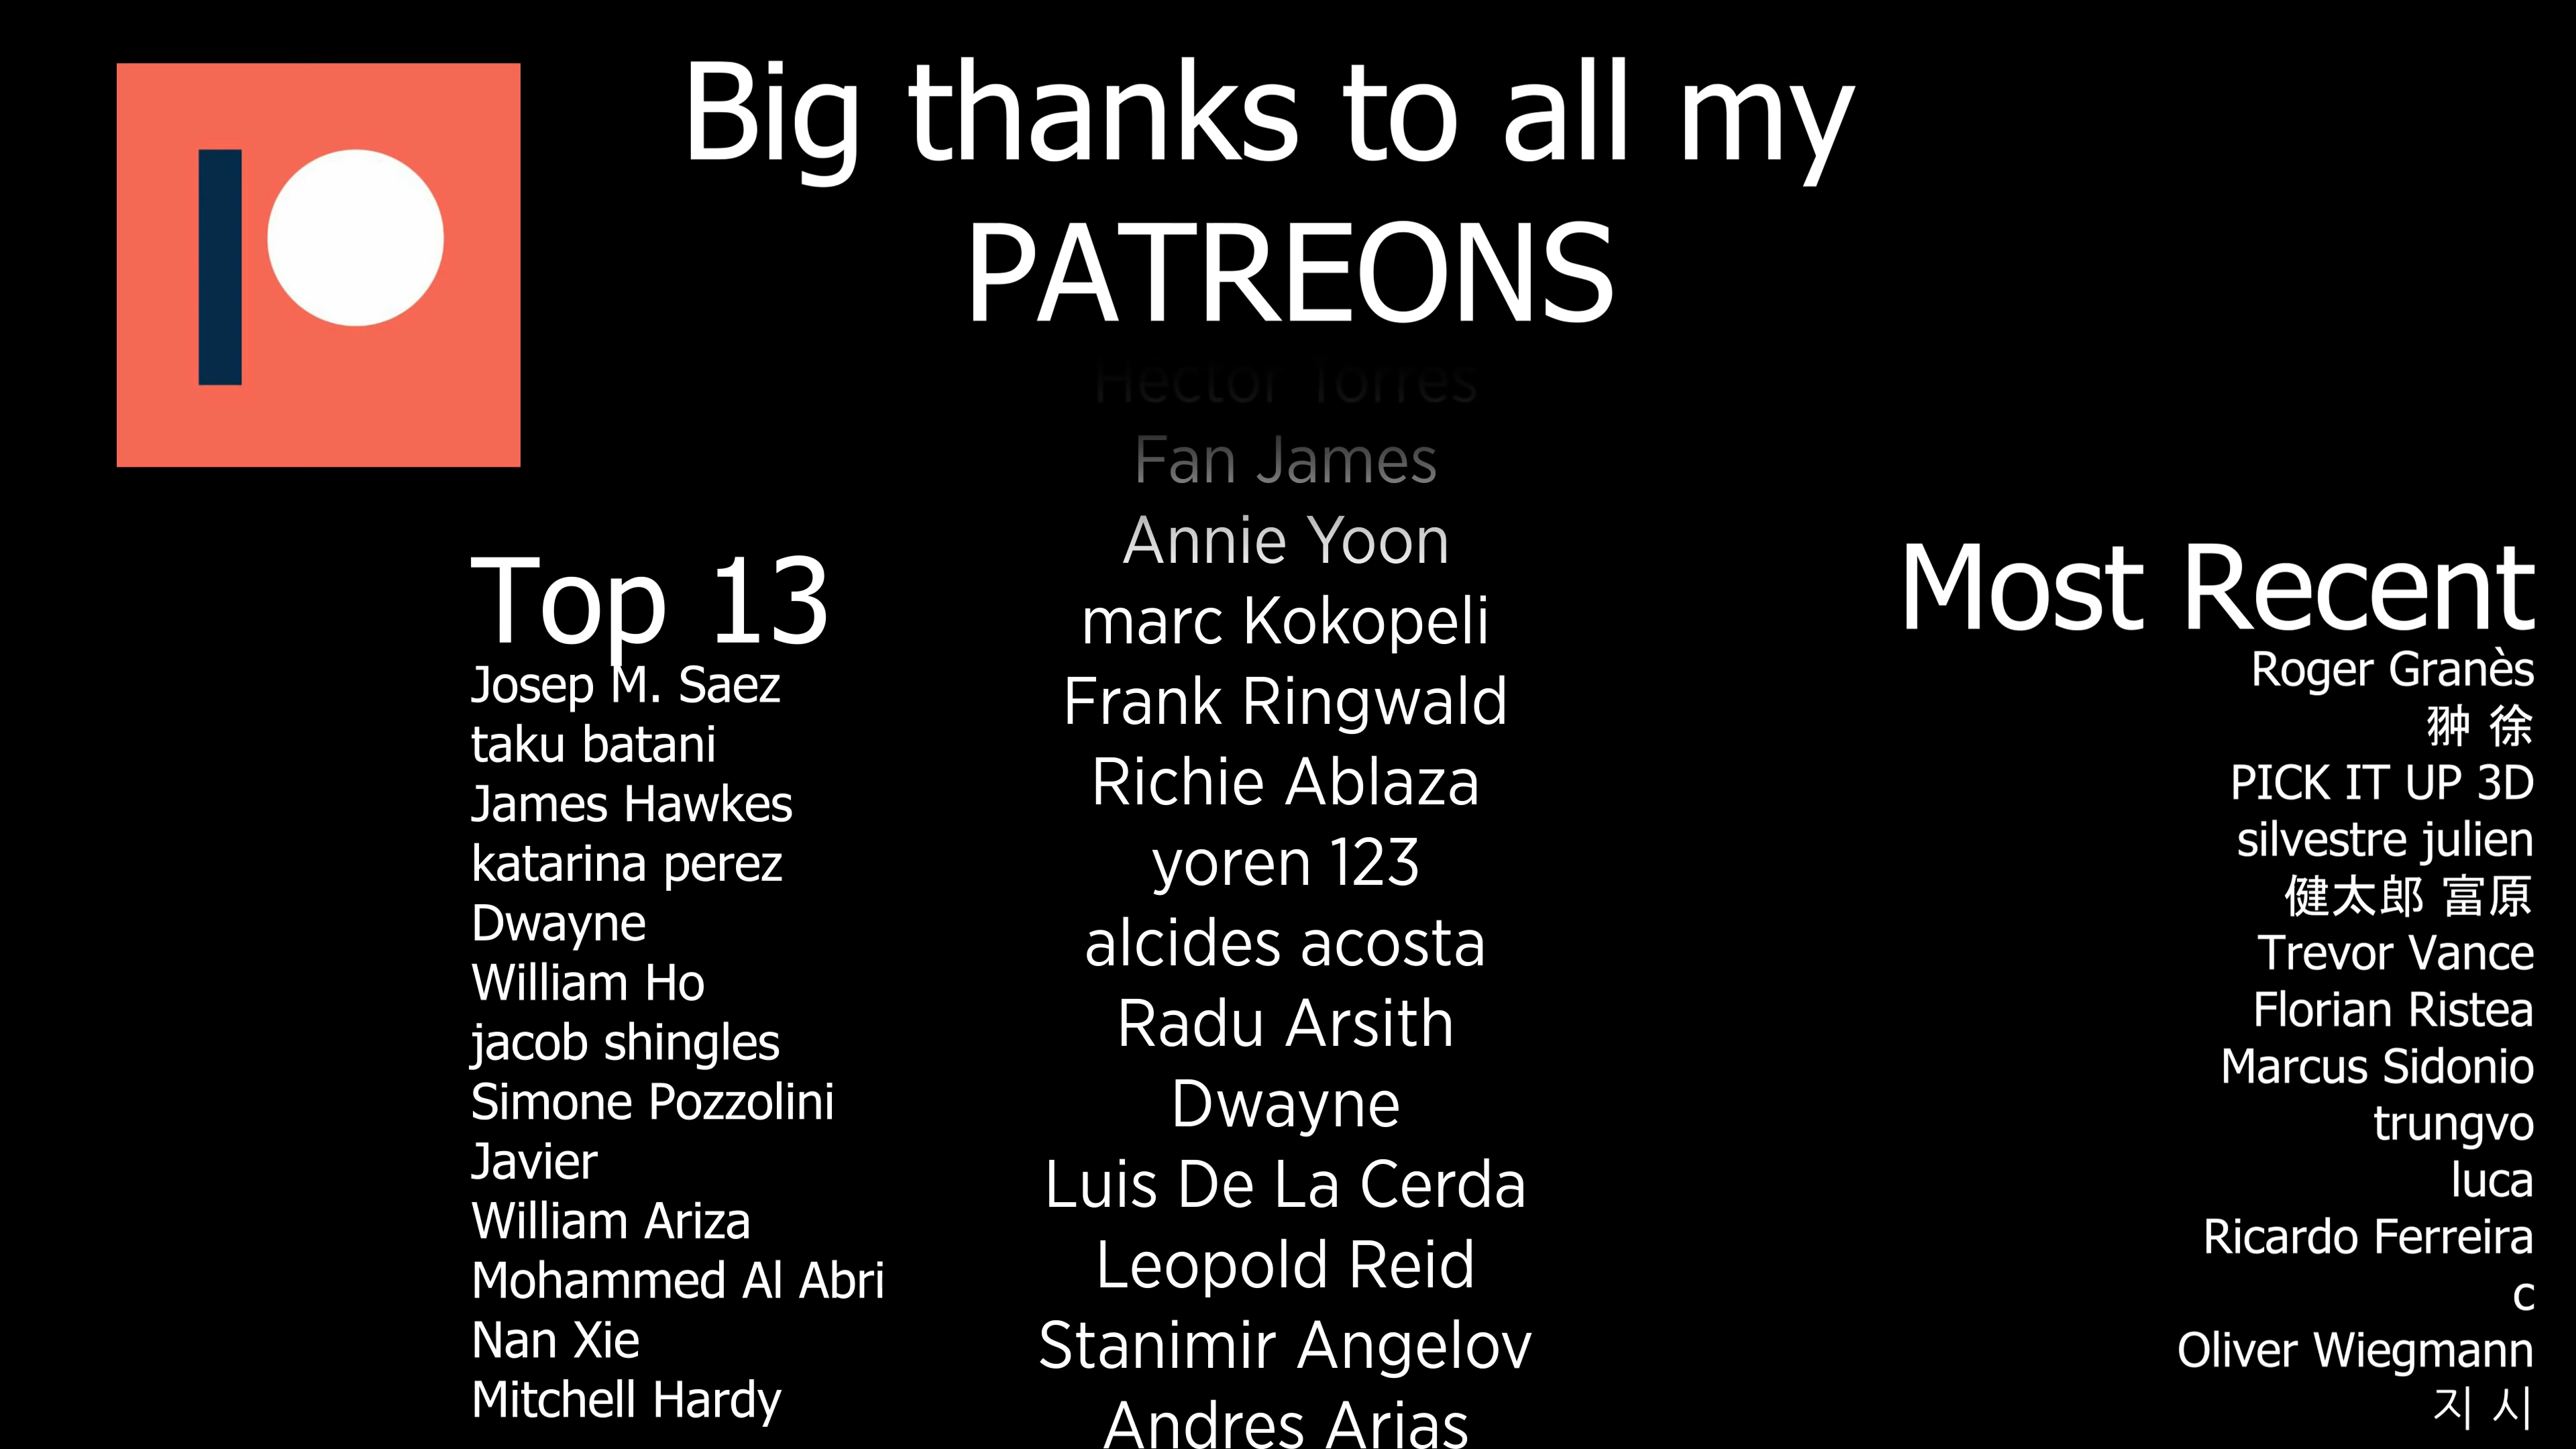 Big thanks to all my
PATREONS
Top 13
Josep M. Saez
taku batani
James Hawkes
katarina perez
Dwayne
William Ho
jacob shingles
Simone Pozzolini
Javier
William Ariza
Mohammed Al Abri
Nan Xie
Mitchell Hardy
Hector Torres
Fan James
Annie Yoon
marc Kokopeli
Frank Ringwald
Richie Ablaza
yoren 123
alcides acosta
Radu Arsith
Dwayne
Luis De La Cerda
Leopold Reid
Stanimir Angelov
Andres Arias
Most Recent
Roger Granès
翀 徐
PICK IT UP 3D
silvestre julien
健太郎 富原
Trevor Vance
Florian Ristea
Marcus Sidonio
trungvo
luca
Ricardo Ferreira
c
Oliver Wiegmann
지 시